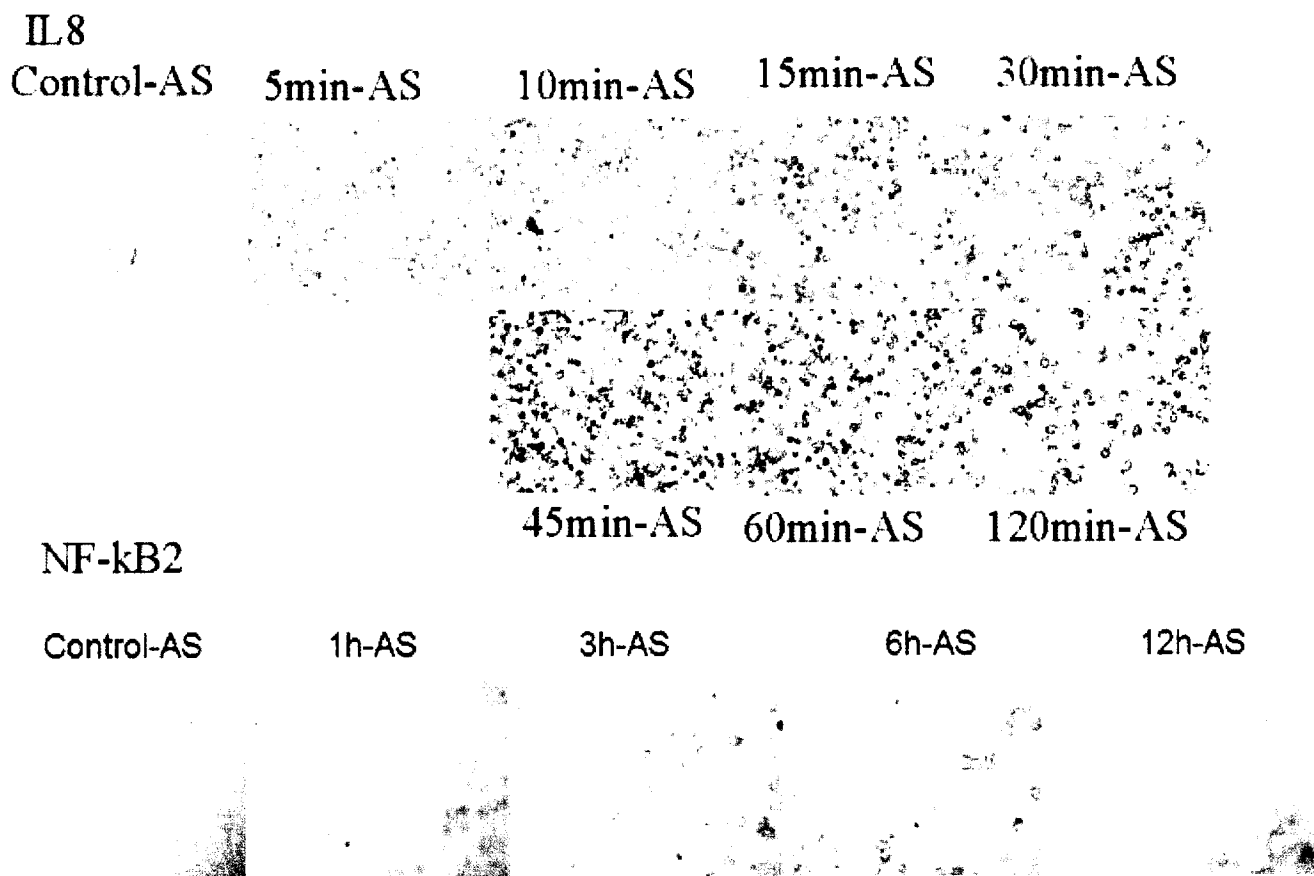 IL8
Control-AS 5min-AS 10min-AS 15min-AS 30min-AS
45min-AS 60min-AS 120min-AS
NF-kB2
Control-AS 1h-AS 3h-AS 6h-AS 12h-AS